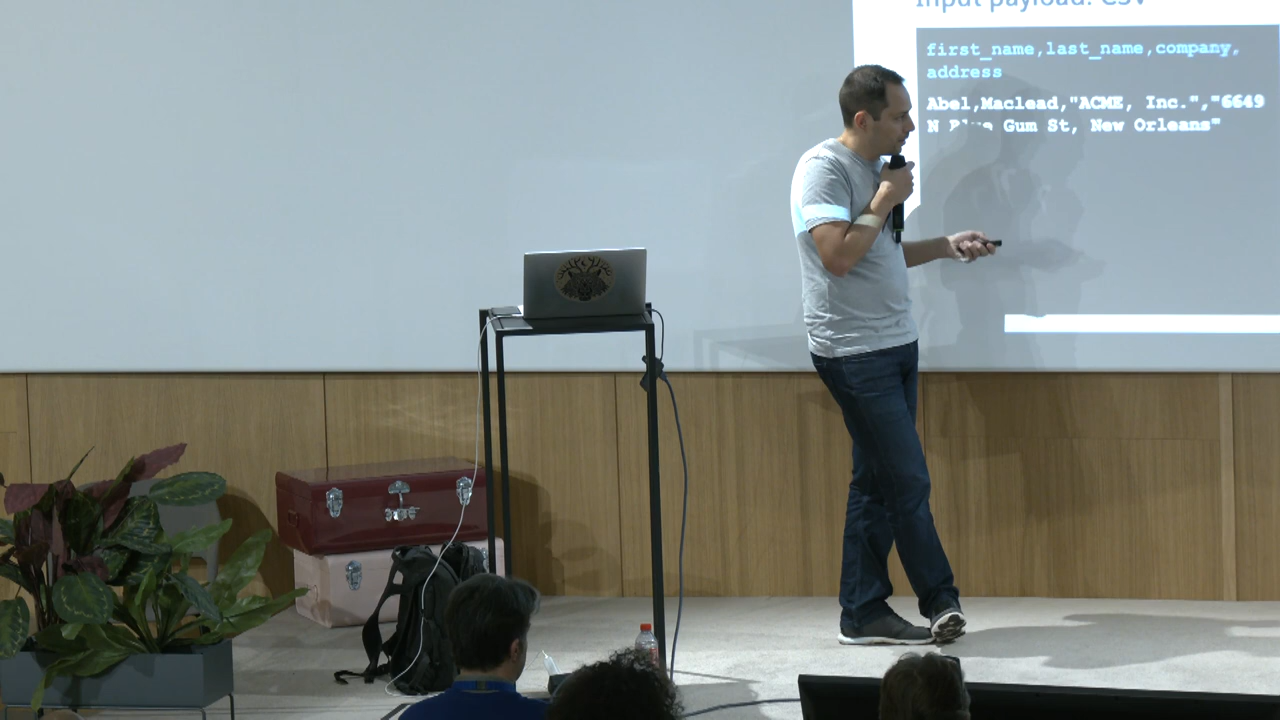 Input payload: CSV
first_name,last_name,company,
address
Abel,Maclead,"ACME, Inc.","6649
N Blue Gum St, New Orleans"